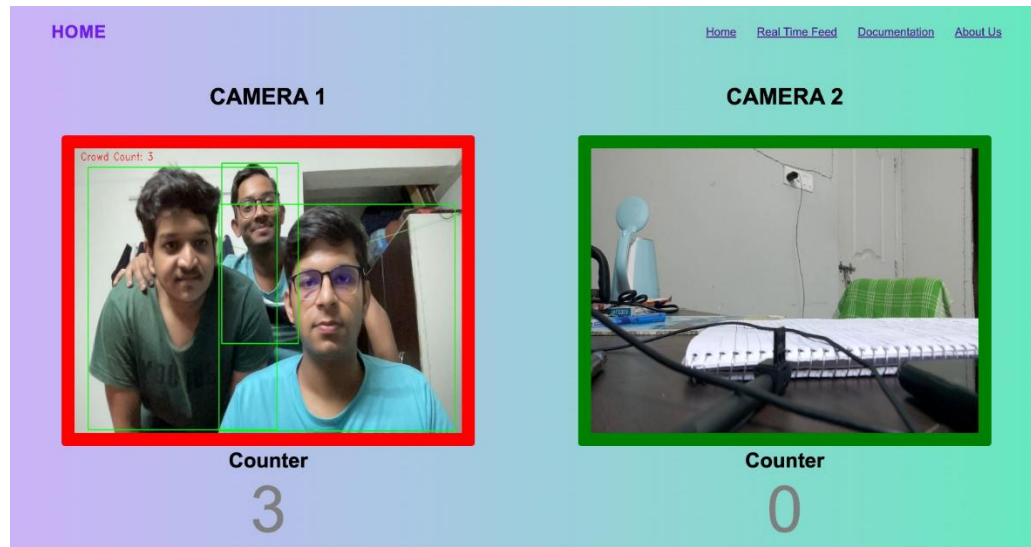 HOME
Home Real Time Feed Documentation About Us
CAMERA 1
CAMERA 2
Crowd Count: 3
Counter
3
Counter
0